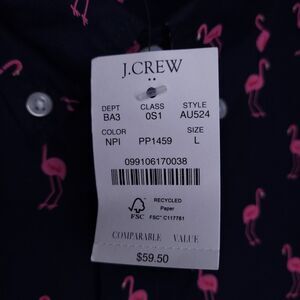 J.CREW
DEPT CLASS STYLE
BA3 0S1 AU524
COLOR SIZE
NPI PP1459 L
099106170038
FSC
RECYCLED
Paper
FSC® C117761
COMPARABLE VALUE
$59.50